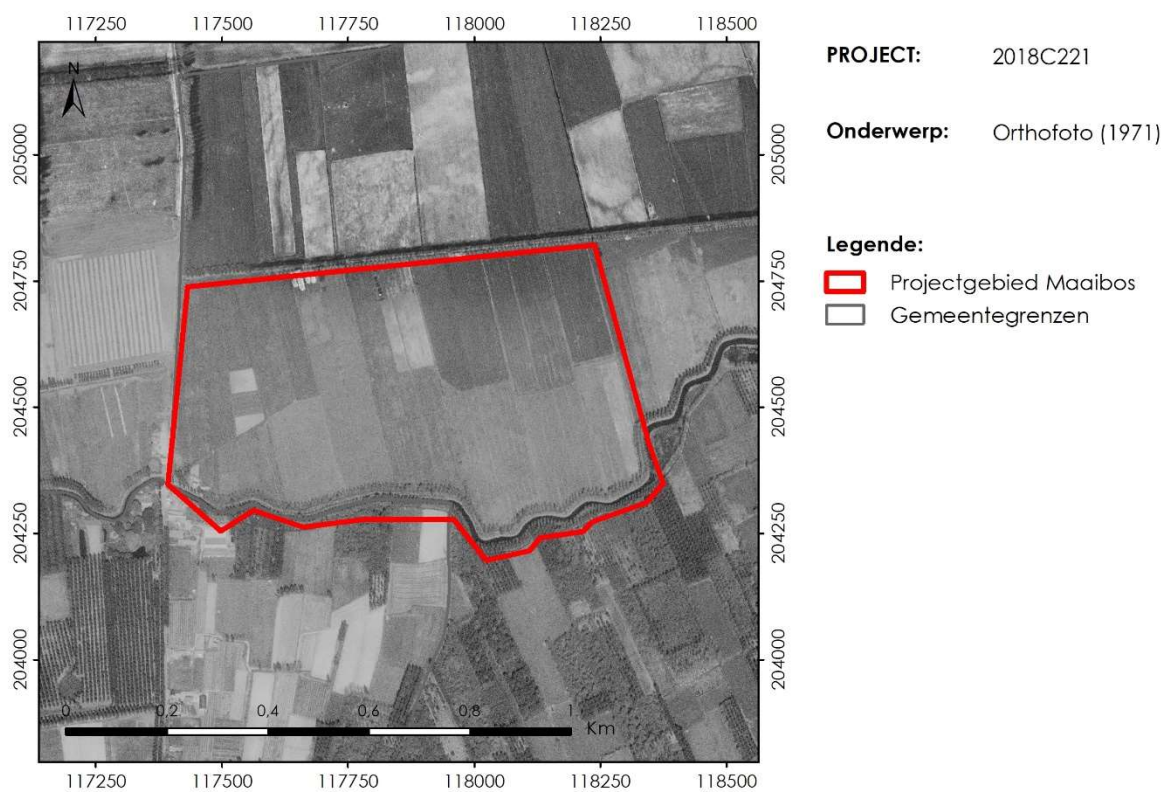 117250 117500 117750 118000 118250 118500
PROJECT: 2018C221
Onderwerp: Orthofoto (1971)
Legende:
Projectgebied Maaibos
Gemeentegrenzen
N
205000 205000
204750 204750
204500 204500
204250 204250
204000 204000
0 0,2 0,4 0,6 0,8 1
Km
117250 117500 117750 118000 118250 118500